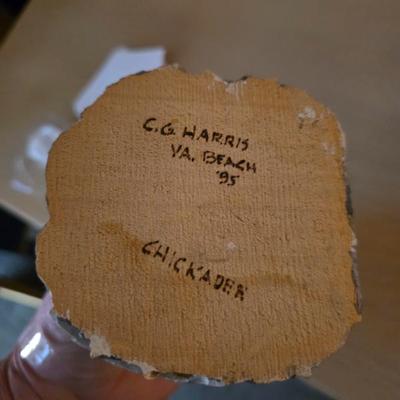 C.G. HARRIS
VA. BEACH
'95
CHICKADEE